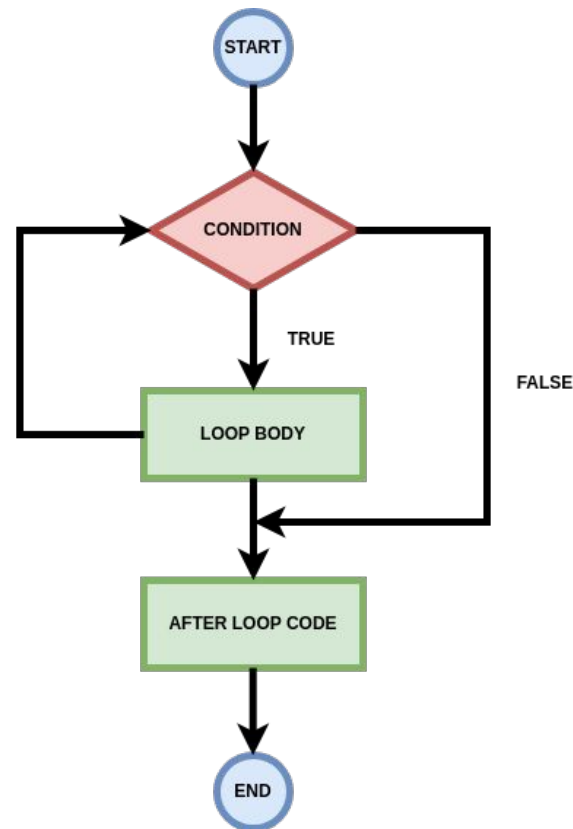 START
CONDITION
TRUE
FALSE
LOOP BODY
AFTER LOOP CODE
END